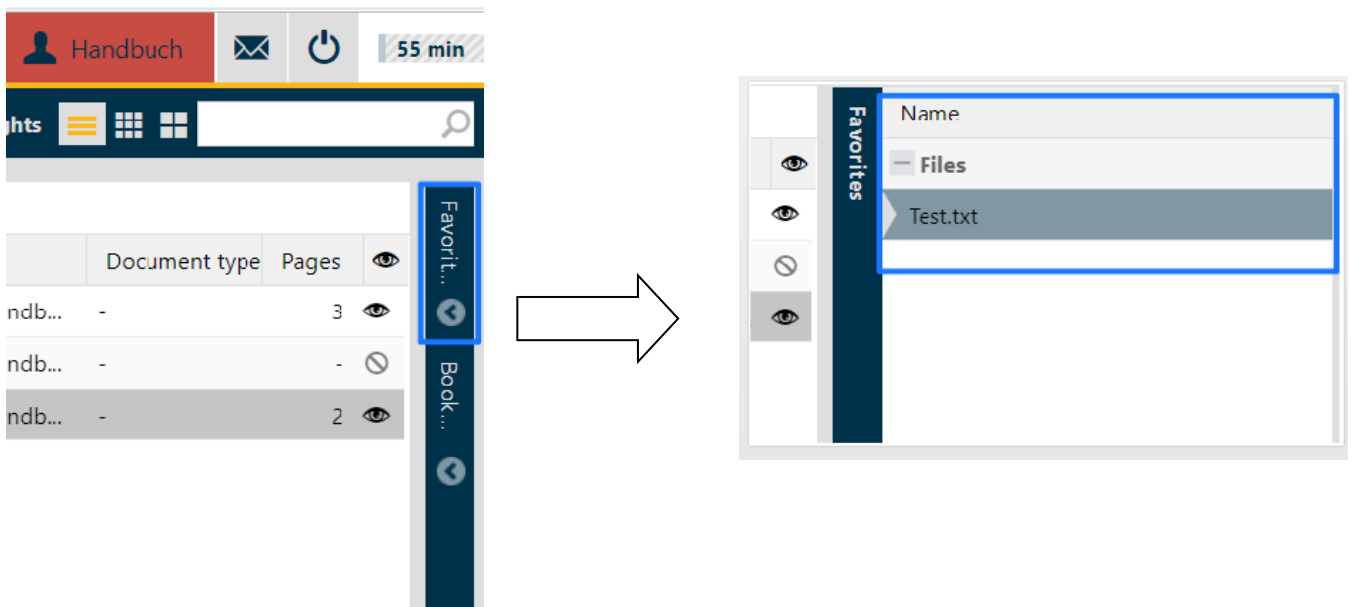 Handbuch
55 min
ghts
Document type Pages
ndb... - 3
ndb... - -
ndb... - 2
Favorit...
Book...
Favorites
Name
Files
Test.txt